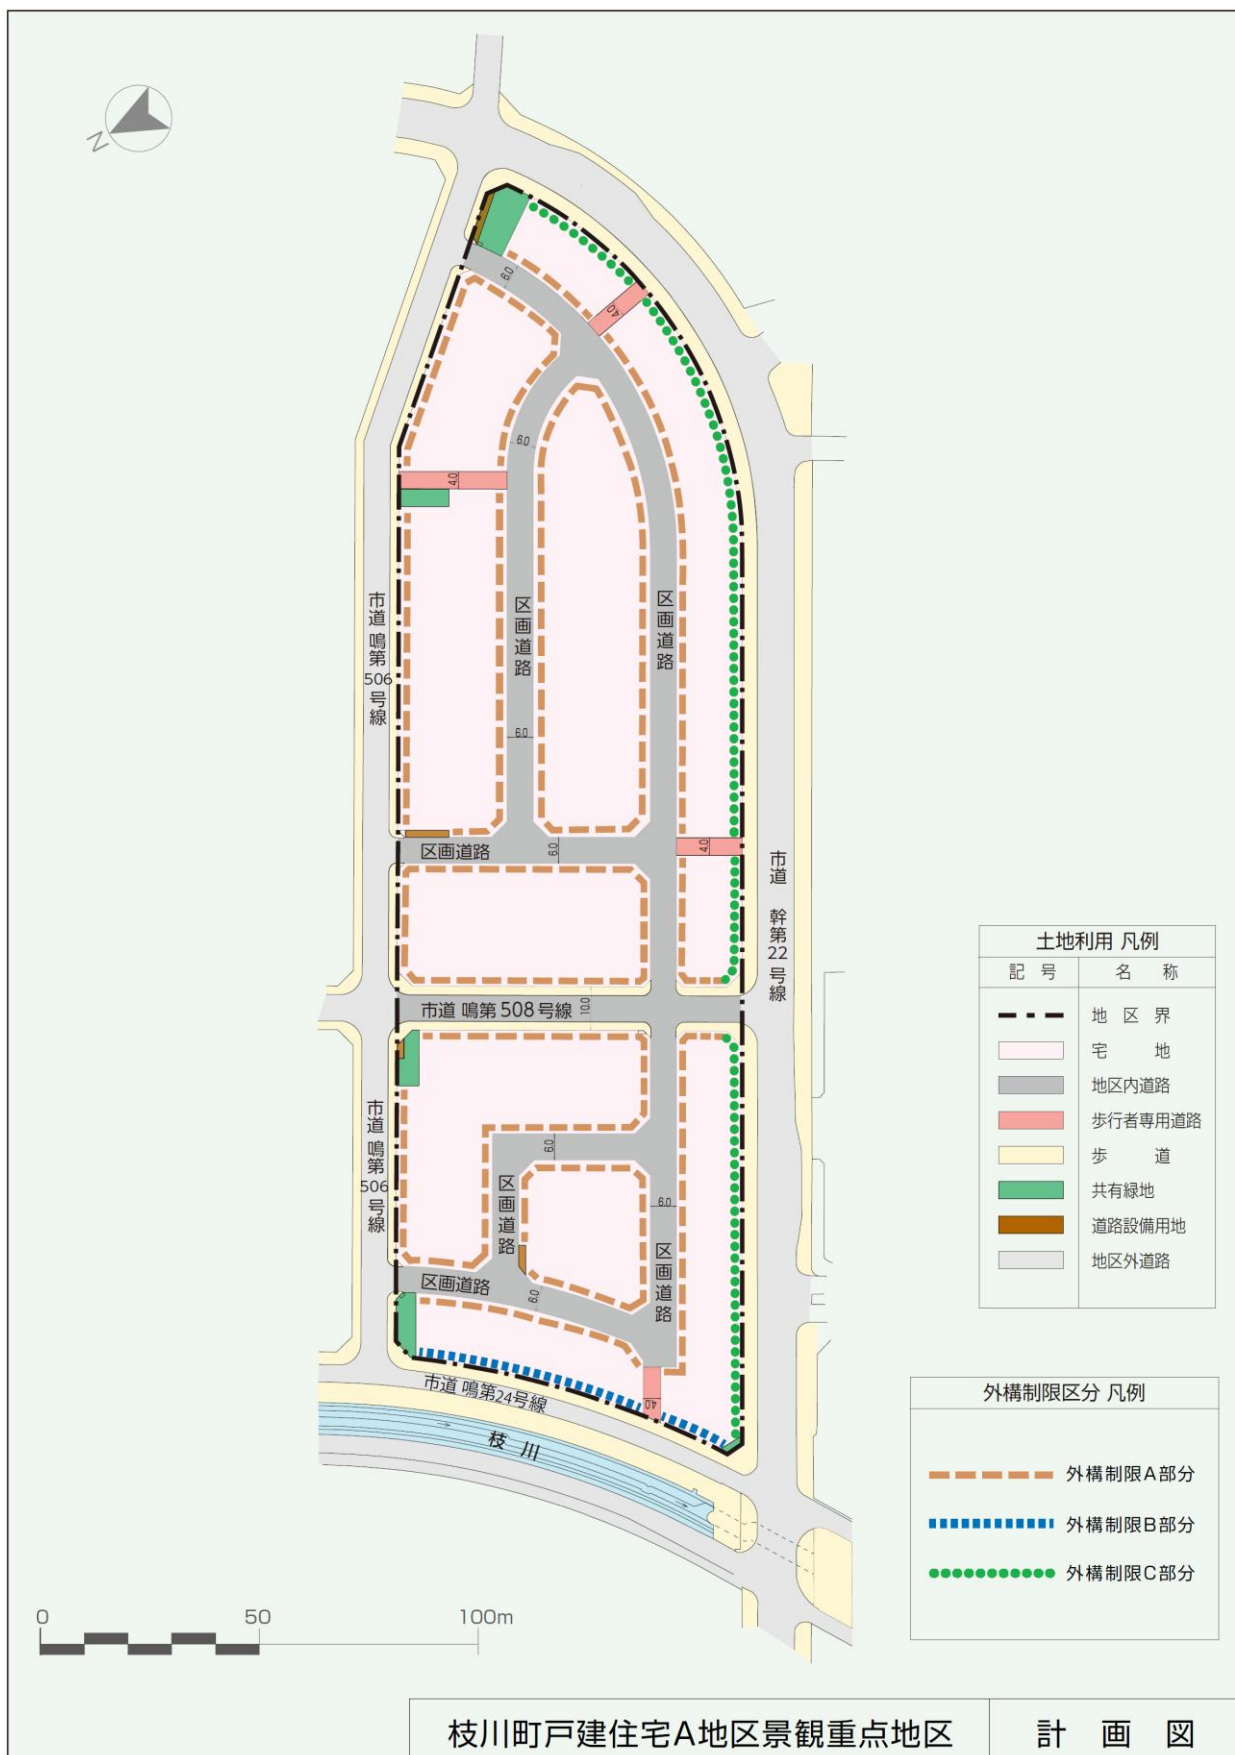 N
6.0
4.0
6.0
4.0
市道 鳴第506号線
区画道路
区画道路
6.0
区画道路
6.0
4.0
市道 幹第22号線
市道 鳴第508号線
10.0
市道 鳴第506号線
6.0
区画道路
6.0
区画道路
区画道路
6.0
4.0
市道 鳴第24号線
枝川
土地利用 凡例
記号 名称
地区界
宅地
地区内道路
歩行者専用道路
歩道
共有緑地
道路設備用地
地区外道路
外構制限区分 凡例
外構制限A部分
外構制限B部分
外構制限C部分
0 50 100m
枝川町戸建住宅A地区景観重点地区 計画図